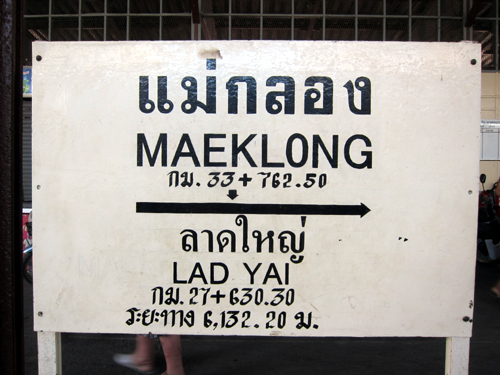 แม่กลอง
MAEKLONG
กม. 33+762.50
ลาดใหญ่
LAD YAI
กม. 27+630.30
ระยะทาง 6,132.20 ม.